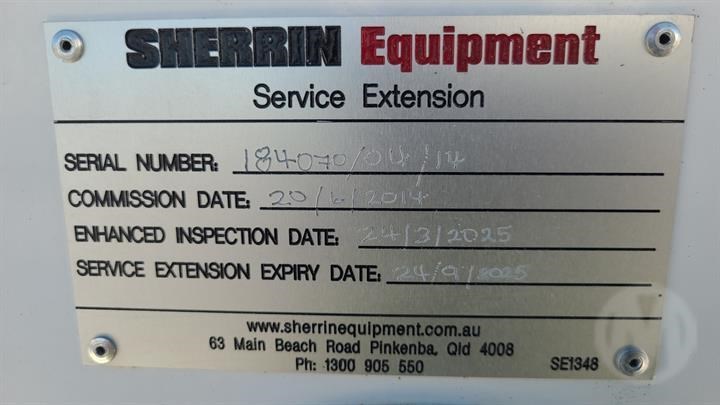 SHERRIN Equipment
Service Extension
SERIAL NUMBER: 184070/04/14
COMMISSION DATE: 20/6/2014
ENHANCED INSPECTION DATE: 24/3/2025
SERVICE EXTENSION EXPIRY DATE: 24/9/2025
www.sherrinequipment.com.au
63 Main Beach Road Pinkenba, Qld 4008
Ph: 1300 905 550
SE1348